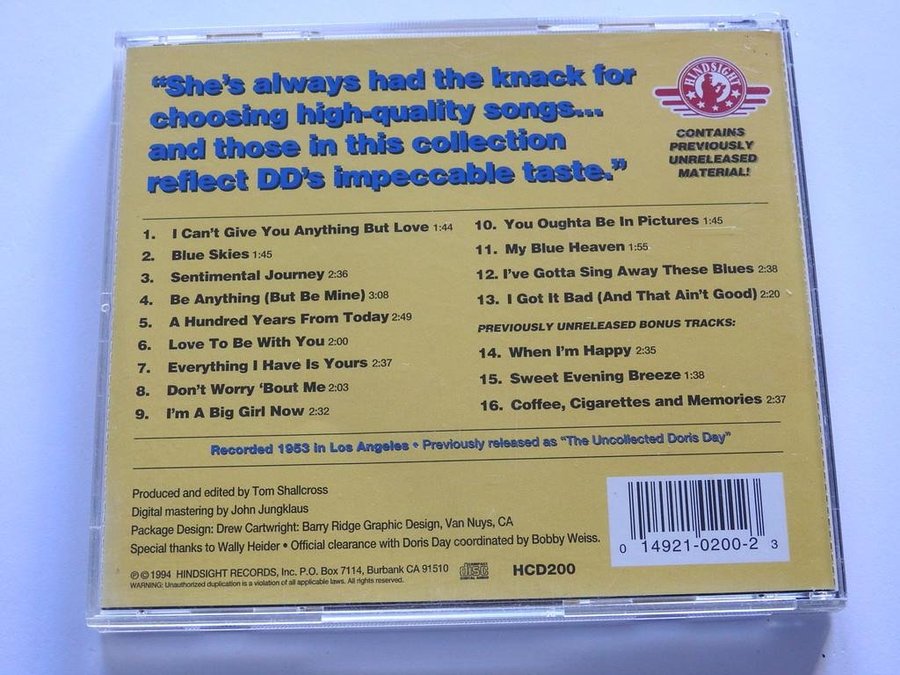 “She’s always had the knack for
choosing high-quality songs...
and those in this collection
reflect DD’s impeccable taste.”
HINDSIGHT
CONTAINS
PREVIOUSLY
UNRELEASED
MATERIAL!
1. I Can’t Give You Anything But Love 1:44
2. Blue Skies 1:45
3. Sentimental Journey 2:36
4. Be Anything (But Be Mine) 3:08
5. A Hundred Years From Today 2:49
6. Love To Be With You 2:00
7. Everything I Have Is Yours 2:37
8. Don’t Worry ‘Bout Me 2:03
9. I’m A Big Girl Now 2:32
10. You Oughta Be In Pictures 1:45
11. My Blue Heaven 1:55
12. I’ve Gotta Sing Away These Blues 2:38
13. I Got It Bad (And That Ain’t Good) 2:20
PREVIOUSLY UNRELEASED BONUS TRACKS:
14. When I’m Happy 2:35
15. Sweet Evening Breeze 1:38
16. Coffee, Cigarettes and Memories 2:37
Recorded 1953 in Los Angeles • Previously released as “The Uncollected Doris Day”
Produced and edited by Tom Shallcross
Digital mastering by John Jungklaus
Package Design: Drew Cartwright: Barry Ridge Graphic Design, Van Nuys, CA
Special thanks to Wally Heider • Official clearance with Doris Day coordinated by Bobby Weiss.
℗©1994 HINDSIGHT RECORDS, Inc. P.O. Box 7114, Burbank CA 91510 COMPACT disc DIGITAL AUDIO HCD200
WARNING: Unauthorized duplication is a violation of all applicable laws. All rights reserved.
0 14921-0200-2 3